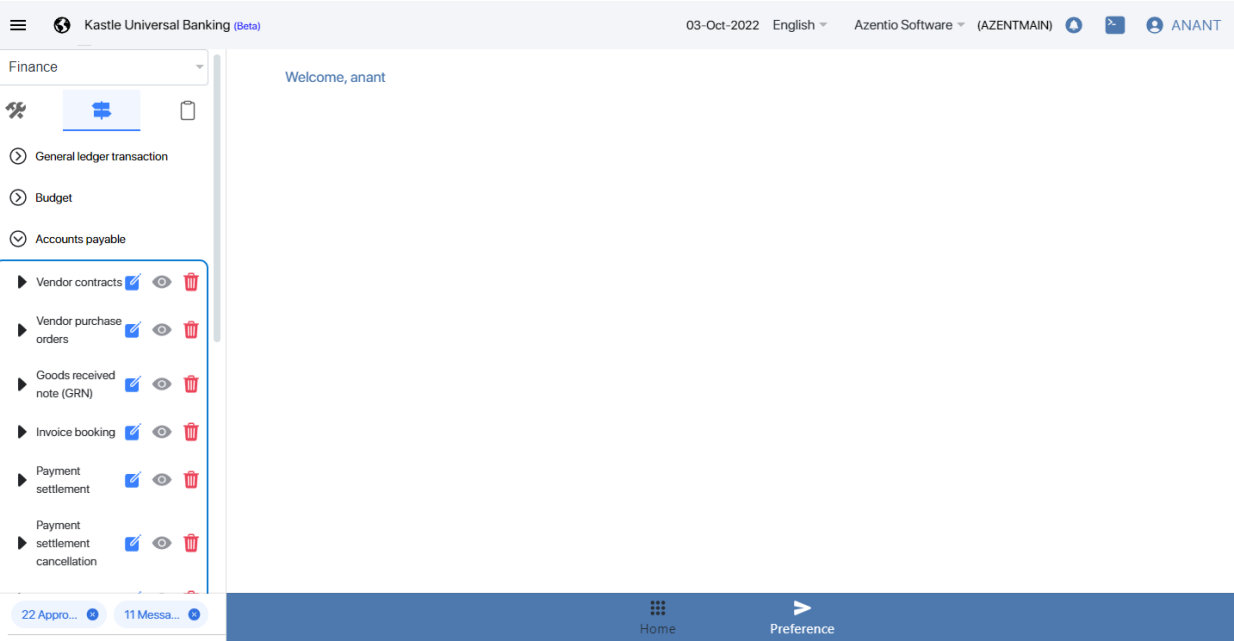 Kastle Universal Banking (Beta)
03-Oct-2022 English Azentio Software (AZENTMAIN) ANANT
Finance
Welcome, anant
General ledger transaction
Budget
Accounts payable
Vendor contracts
Vendor purchase
orders
Goods received
note (GRN)
Invoice booking
Payment
settlement
Payment
settlement
cancellation
22 Appro...
11 Messa...
Home
Preference